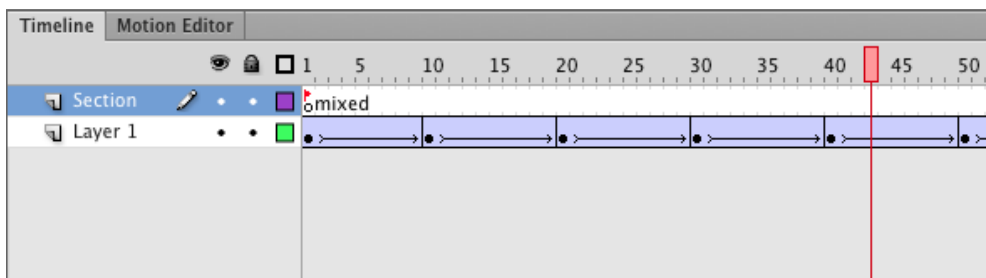 Timeline Motion Editor
1 5 10 15 20 25 30 35 40 45 50
Section mixed
Layer 1